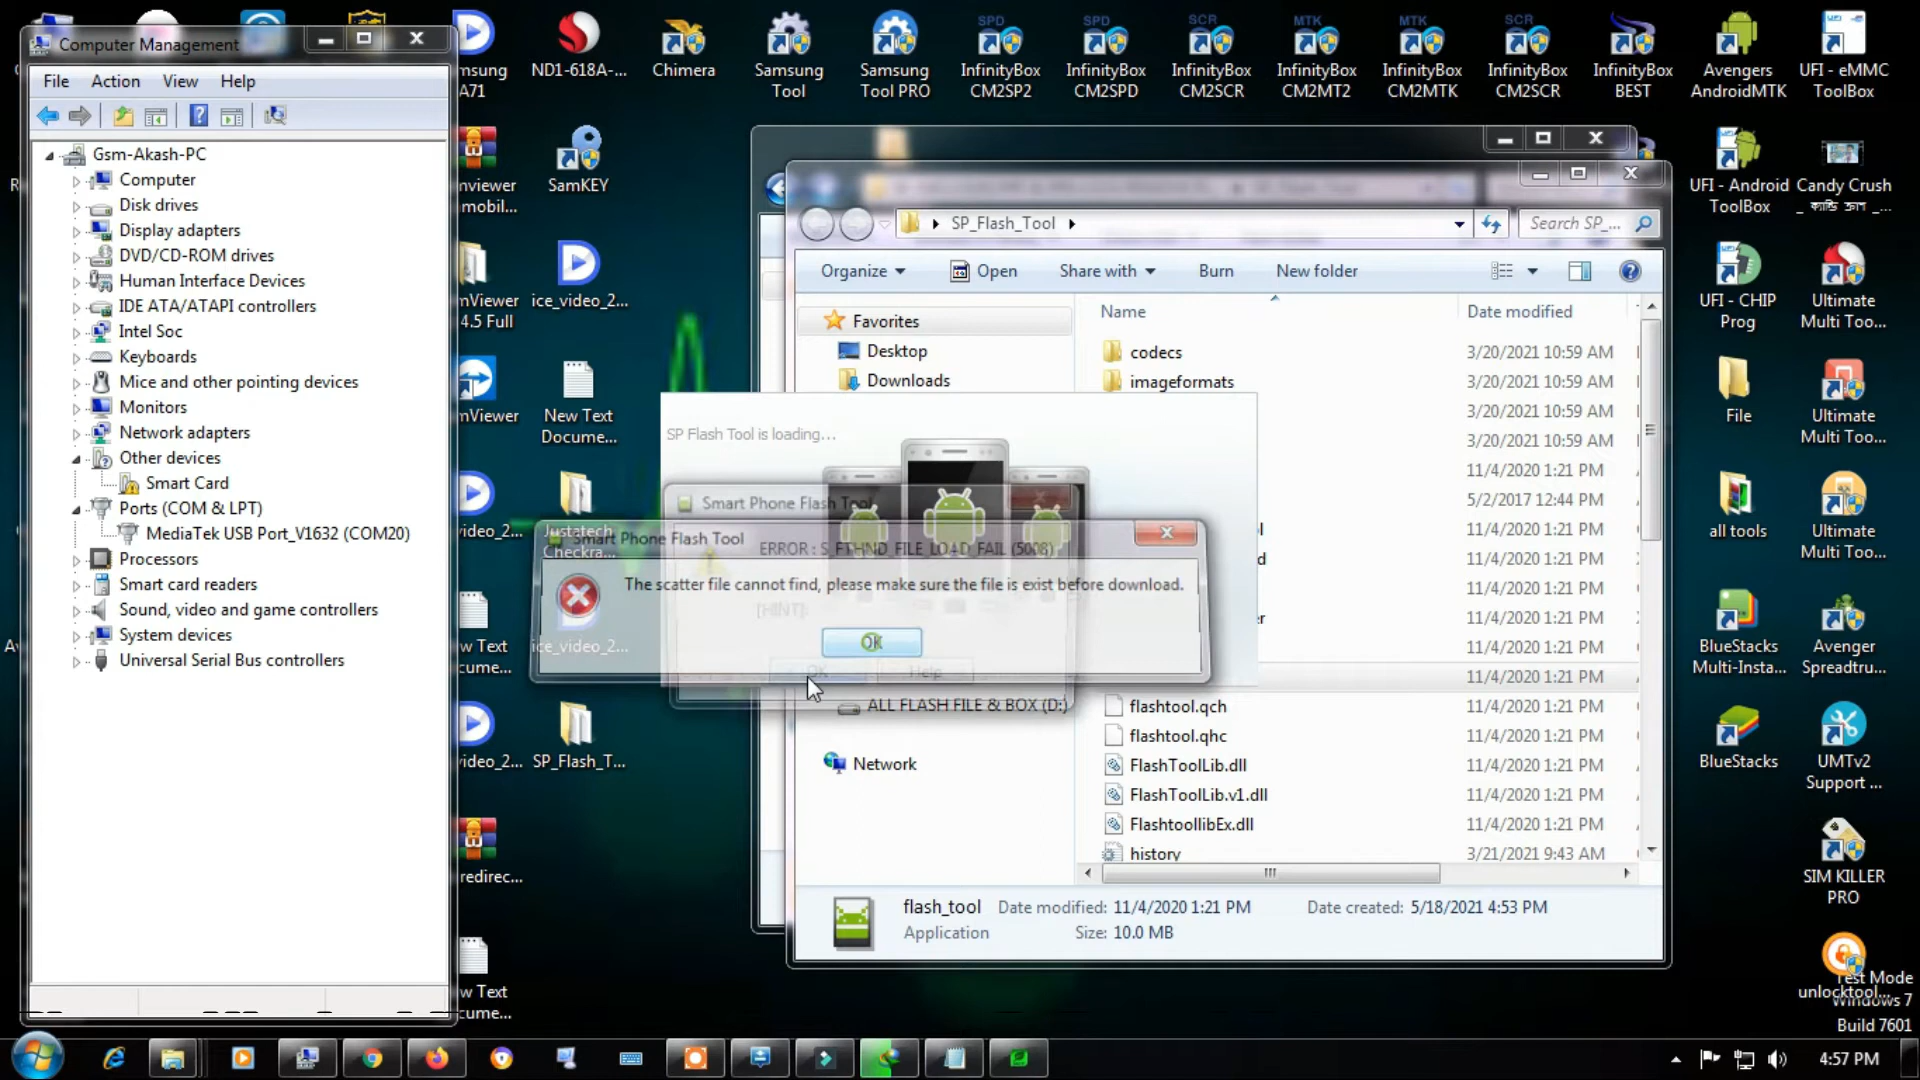 Computer Management
File Action View Help
Gsm-Akash-PC
Computer
Disk drives
Display adapters
DVD/CD-ROM drives
Human Interface Devices
IDE ATA/ATAPI controllers
Intel Soc
Keyboards
Mice and other pointing devices
Monitors
Network adapters
Other devices
Smart Card
Ports (COM & LPT)
MediaTek USB Port_V1632 (COM20)
Processors
Smart card readers
Sound, video and game controllers
System devices
Universal Serial Bus controllers
msung
A71
ND1-618A-...
Chimera
Samsung
Tool
Samsung
Tool PRO
InfinityBox
CM2SP2
InfinityBox
CM2SPD
InfinityBox
CM2SCR
InfinityBox
CM2MT2
InfinityBox
CM2MTK
InfinityBox
CM2SCR
InfinityBox
BEST
Avengers
AndroidMTK
UFI - eMMC
ToolBox
SPD
SPD
SCR
MTK
MTK
SCR
mviewer
mobil...
SamKEY
mViewer
4.5 Full
ice_video_2...
mViewer
New Text
Docume...
video_2...
Justatech
Checkra...
w Text
cume...
ice_video_2...
video_2...
SP_Flash_T...
redirec...
w Text
cume...
UFI - Android
ToolBox
Candy Crush
_ ক্যান্ডি ক্রাশ _...
UFI - CHIP
Prog
Ultimate
Multi Too...
File
Ultimate
Multi Too...
all tools
Ultimate
Multi Too...
BlueStacks
Multi-Insta...
Avenger
Spreadtru...
BlueStacks
UMTv2
Support ...
SIM KILLER
PRO
unlocktool...
Test Mode
Windows 7
Build 7601
SP_Flash_Tool
Search SP_...
Organize Open Share with Burn New folder
Name Date modified
Favorites
Desktop
Downloads
ALL FLASH FILE & BOX (D:)
Network
codecs 3/20/2021 10:59 AM
imageformats 3/20/2021 10:59 AM
3/20/2021 10:59 AM
3/20/2021 10:59 AM
11/4/2020 1:21 PM
5/2/2017 12:44 PM
11/4/2020 1:21 PM
11/4/2020 1:21 PM
11/4/2020 1:21 PM
11/4/2020 1:21 PM
11/4/2020 1:21 PM
11/4/2020 1:21 PM
flashtool.qch 11/4/2020 1:21 PM
flashtool.qhc 11/4/2020 1:21 PM
FlashToolLib.dll 11/4/2020 1:21 PM
FlashToolLib.v1.dll 11/4/2020 1:21 PM
FlashtoollibEx.dll 11/4/2020 1:21 PM
history 3/21/2021 9:43 AM
flash_tool Date modified: 11/4/2020 1:21 PM Date created: 5/18/2021 4:53 PM
Application Size: 10.0 MB
SP Flash Tool is loading...
Smart Phone Flash Tool
ERROR : S_FTHND_FILE_LOAD_FAIL (5008)
[HINT]:
OK Help
Smart Phone Flash Tool
The scatter file cannot find, please make sure the file is exist before download.
OK
4:57 PM